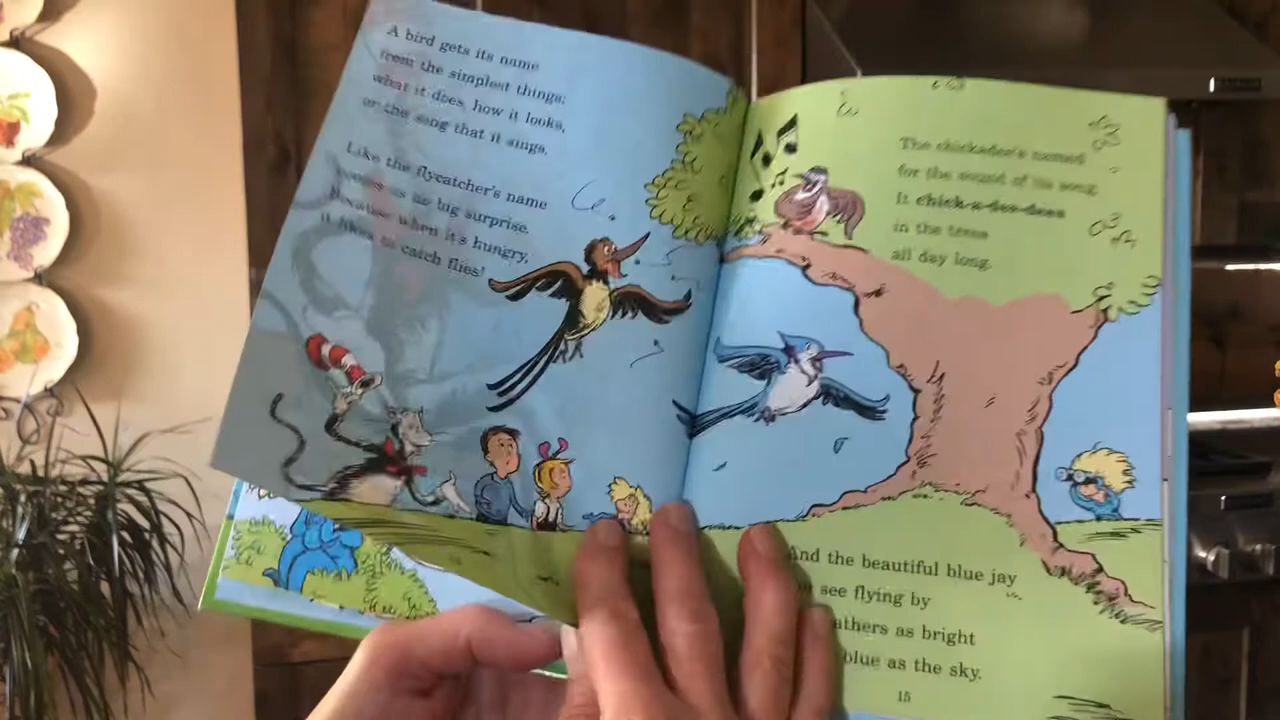 A bird gets its name
from the simplest things:
what it does, how it looks,
or the song that it sings.
Like the flycatcher's name
comes as no big surprise.
Because when it's hungry,
it likes to catch flies!
The chickadee's named
for the sound of its song.
It chick-a-dee-dees
in the trees
all day long.
And the beautiful blue jay
see flying by
athers as bright
blue as the sky.
15